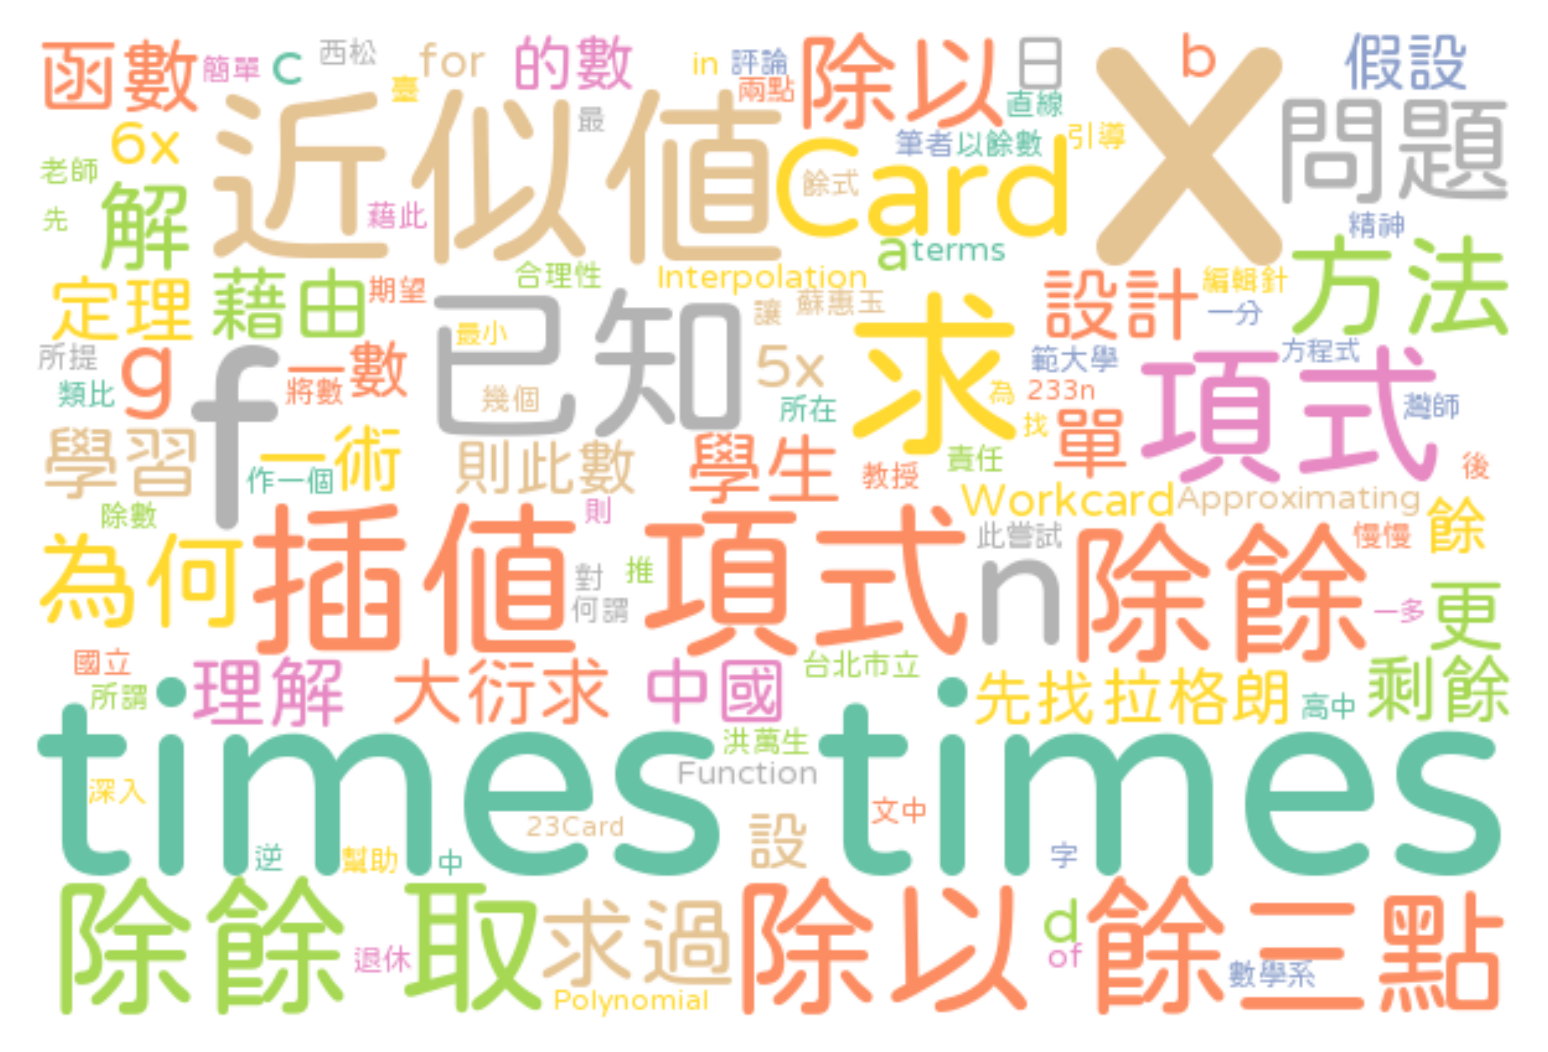 函數 簡單 c 西松 for 的數 in 評論 除以 日 X b 假設
臺 兩點 直線 問題
6x 近似值 最 Card 筆者 以餘數 引導
老師 解 藉此 餘式 精神
先 a terms 方法
定理 藉由 期望 合理性 Interpolation 讓 蘇惠玉 設計 編輯針 一分
所提 g f 一數 已知 最小 5x 求 範大學 項式 方程式
類比 將數 幾個 所在 為 233n 灣師
學習 一術 則此數 學生 找 單
作一個 教授 責任 後
除數 則 Workcard Approximating 餘
為何 插值 項式 此嘗試 n 除餘 慢慢
對 推
何謂 一多 更
國立 理解 大衍求 中國 台北市立 先找 拉格朗 高中 剩餘
所謂
times 洪萬生 times
深入 Function
23Card 設 文中
逆 幫助 中 字
除餘 取 求過 除以 d 餘 三點
退休 of 數學系
Polynomial